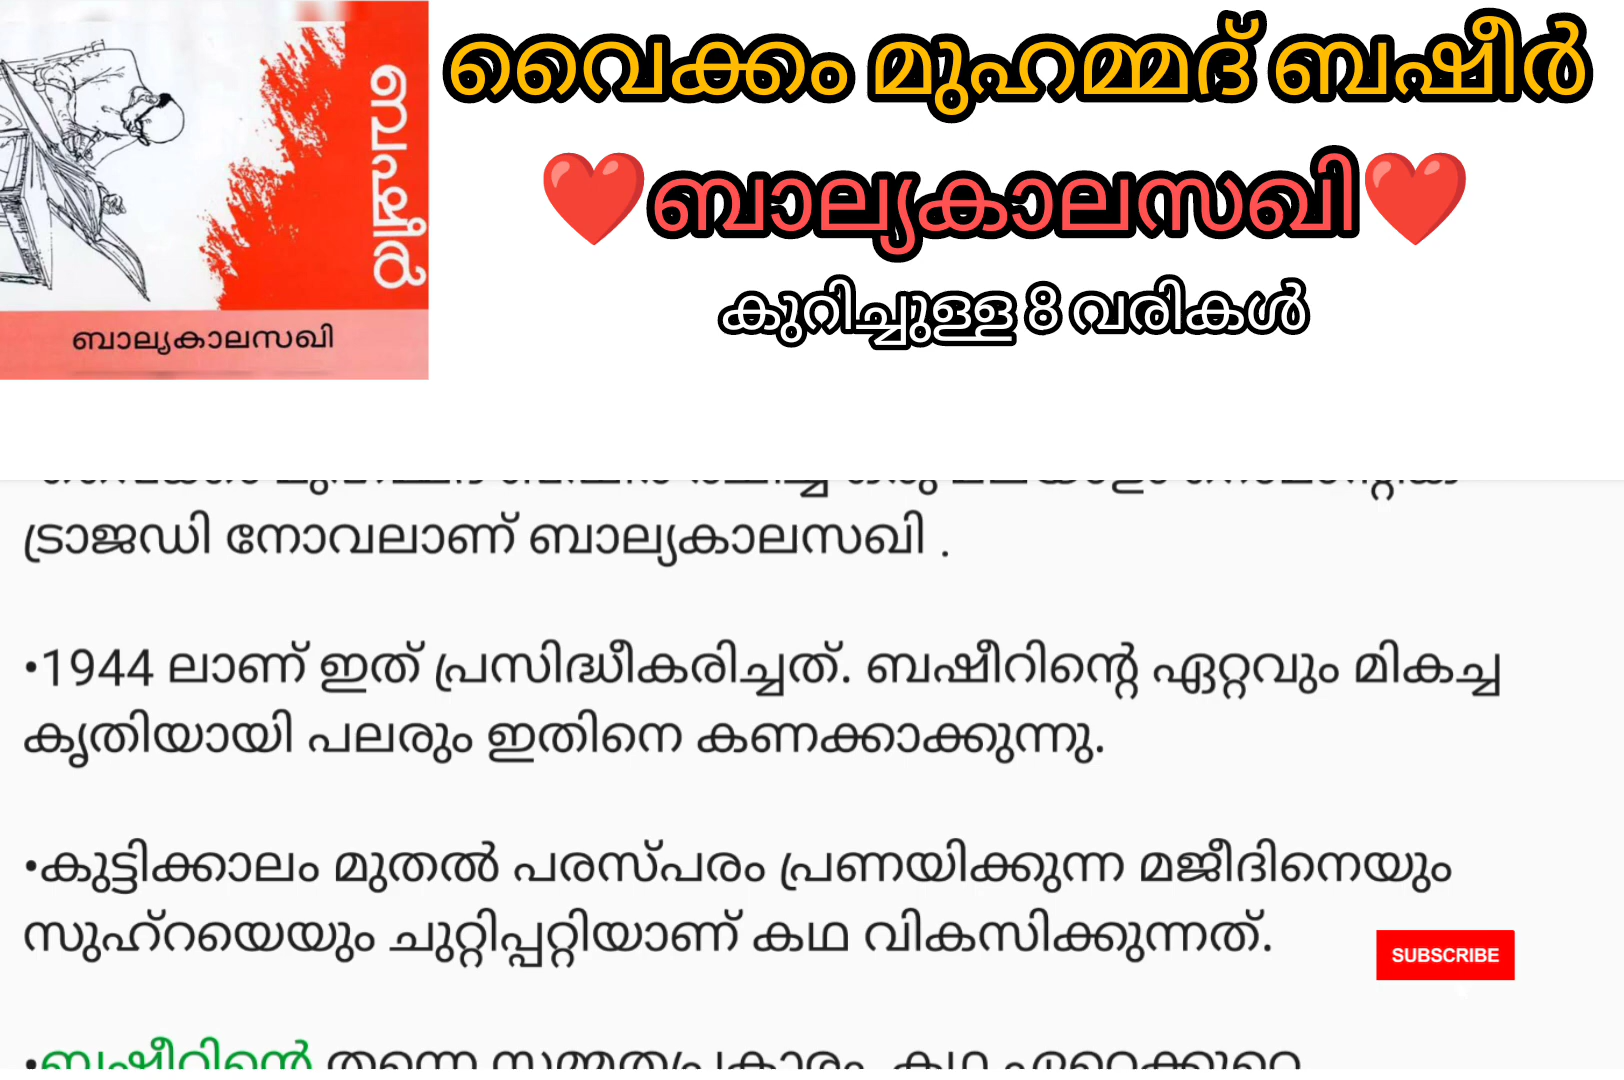 വൈക്കം മുഹമ്മദ് ബഷീർ
❤️ബാല്യകാലസഖി❤️
കുറിച്ചുള്ള 8 വരികൾ
ബഷീർ
ബാല്യകാലസഖി
ട്രാജഡി നോവലാണ് ബാല്യകാലസഖി .
•1944 ലാണ് ഇത് പ്രസിദ്ധീകരിച്ചത്. ബഷീറിന്റെ ഏറ്റവും മികച്ച
കൃതിയായി പലരും ഇതിനെ കണക്കാക്കുന്നു.
•കുട്ടിക്കാലം മുതൽ പരസ്പരം പ്രണയിക്കുന്ന മജീദിനെയും
സുഹ്റയെയും ചുറ്റിപ്പറ്റിയാണ് കഥ വികസിക്കുന്നത്.
SUBSCRIBE
•ബഷീറിന്റെ തന്നെ